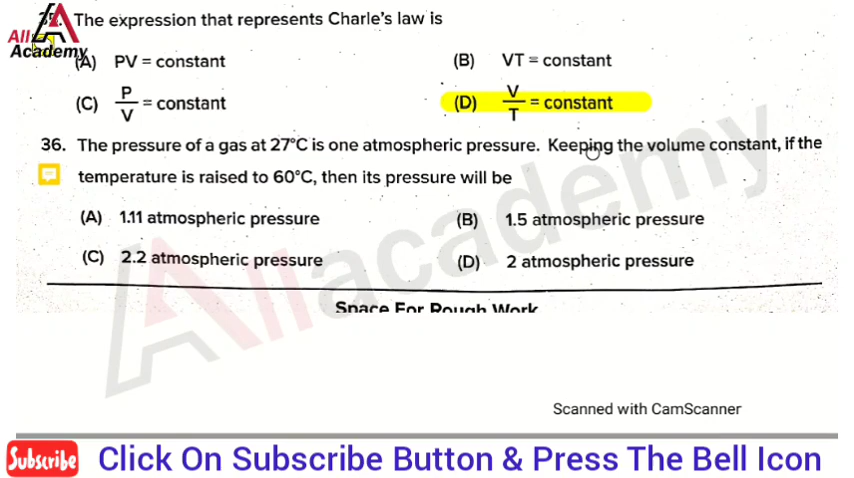 35. The expression that represents Charle's law is
All
Academy
(A) PV = constant
(B) VT = constant
(C) P/V = constant
(D) V/T = constant
36. The pressure of a gas at 27°C is one atmospheric pressure. Keeping the volume constant, if the
temperature is raised to 60°C, then its pressure will be
(A) 1.11 atmospheric pressure
(B) 1.5 atmospheric pressure
(C) 2.2 atmospheric pressure
(D) 2 atmospheric pressure
Allacademy
Space For Rough Work
Scanned with CamScanner
Subscribe Click On Subscribe Button & Press The Bell Icon